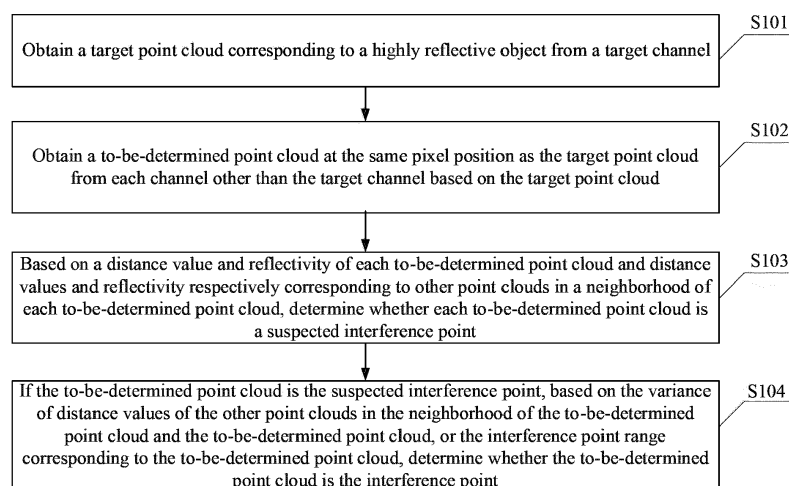 S101
Obtain a target point cloud corresponding to a highly reflective object from a target channel
S102
Obtain a to-be-determined point cloud at the same pixel position as the target point cloud
from each channel other than the target channel based on the target point cloud
S103
Based on a distance value and reflectivity of each to-be-determined point cloud and distance
values and reflectivity respectively corresponding to other point clouds in a neighborhood of
each to-be-determined point cloud, determine whether each to-be-determined point cloud is
a suspected interference point
S104
If the to-be-determined point cloud is the suspected interference point, based on the variance
of distance values of the other point clouds in the neighborhood of the to-be-determined
point cloud and the to-be-determined point cloud, or the interference point range
corresponding to the to-be-determined point cloud, determine whether the to-be-determined
point cloud is the interference point